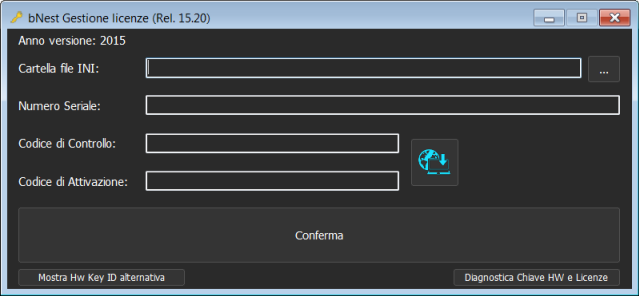 bNest Gestione licenze (Rel. 15.20)
Anno versione: 2015
Cartella file INI:
...
Numero Seriale:
Codice di Controllo:
Codice di Attivazione:
Conferma
Mostra Hw Key ID alternativa
Diagnostica Chiave HW e Licenze